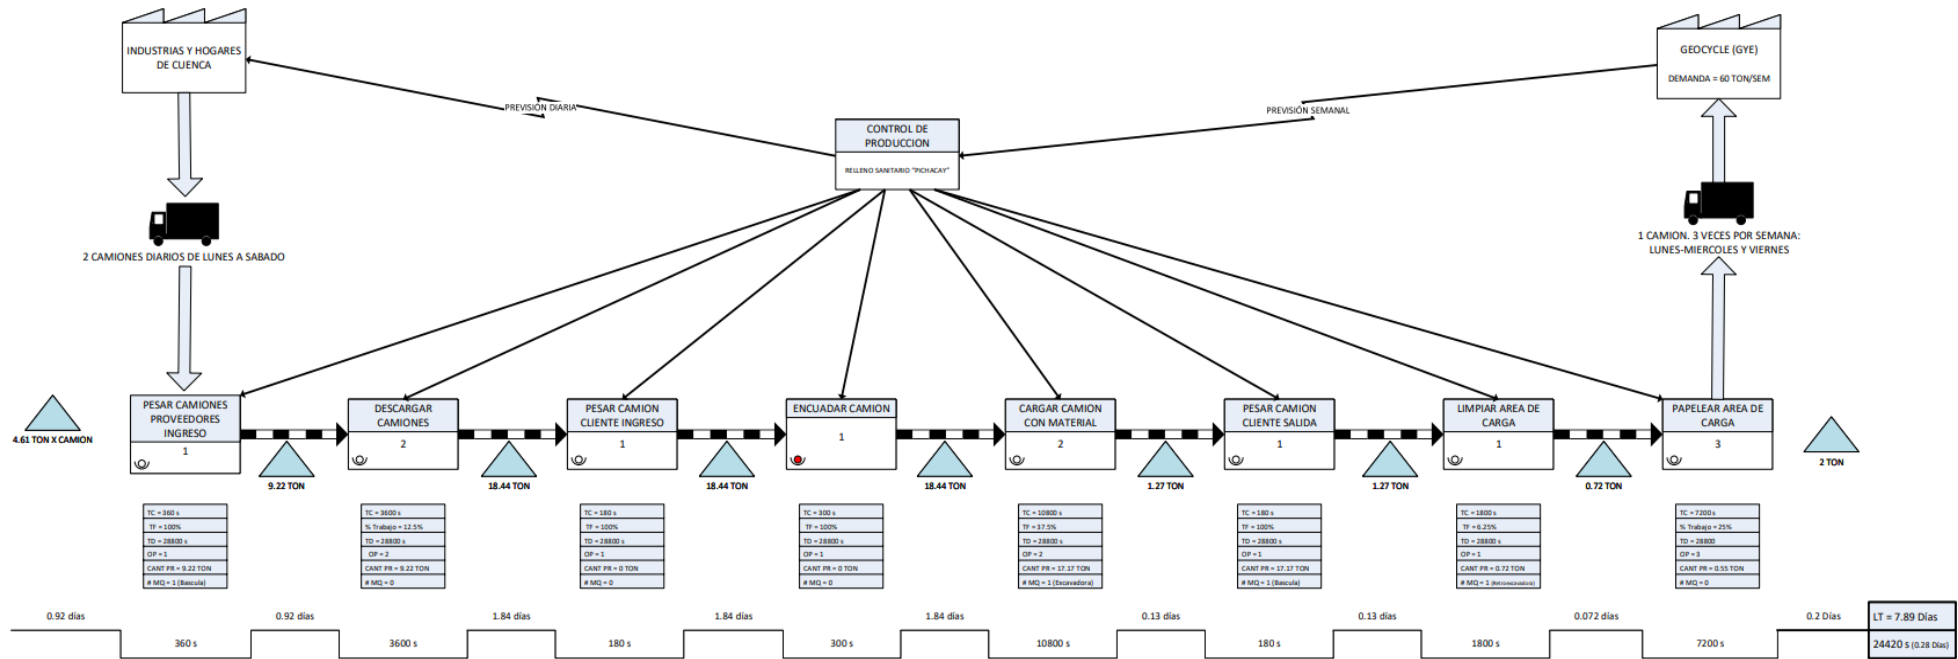 INDUSTRIAS Y HOGARES
DE CUENCA
GEOCYCLE (GYE)
DEMANDA = 60 TON/SEM
PREVISIÓN DIARIA
PREVISIÓN SEMANAL
CONTROL DE
PRODUCCION
RELLENO SANITARIO "PICHACAY"
2 CAMIONES DIARIOS DE LUNES A SABADO
1 CAMION. 3 VECES POR SEMANA:
LUNES-MIERCOLES Y VIERNES
4.61 TON X CAMION
PESAR CAMIONES
PROVEEDORES
INGRESO
1
9.22 TON
DESCARGAR
CAMIONES
2
18.44 TON
PESAR CAMION
CLIENTE INGRESO
1
18.44 TON
ENCUADAR CAMION
1
18.44 TON
CARGAR CAMION
CON MATERIAL
2
1.27 TON
PESAR CAMION
CLIENTE SALIDA
1
1.27 TON
LIMPIAR AREA DE
CARGA
1
0.72 TON
PAPELEAR AREA DE
CARGA
3
2 TON
TC = 360 s
TF = 100%
TD = 28800 s
OP = 1
CANT PR = 9.22 TON
# MQ = 1 (Bascula)
TC = 3600 s
% Trabajo = 12.5%
TD = 28800 s
OP = 2
CANT PR = 9.22 TON
# MQ = 0
TC = 180 s
TF = 100%
TD = 28800 s
OP = 1
CANT PR = 0 TON
# MQ = 1 (Bascula)
TC = 300 s
TF = 100%
TD = 28800 s
OP = 1
CANT PR = 0 TON
# MQ = 0
TC = 10800 s
TF = 37.5%
TD = 28800 s
OP = 2
CANT PR = 17.17 TON
# MQ = 1 (Excavadora)
TC = 180 s
TF = 100%
TD = 28800 s
OP = 1
CANT PR = 17.17 TON
# MQ = 1 (Bascula)
TC = 1800 s
TF = 6.25%
TD = 28800 s
OP = 1
CANT PR = 0.72 TON
# MQ = 1 (Retroexcavadora)
TC = 7200 s
% Trabajo = 25%
TD = 28800
OP = 3
CANT PR = 0.55 TON
# MQ = 0
0.92 días
0.92 días
1.84 días
1.84 días
1.84 días
0.13 días
0.13 días
0.072 días
0.2 Días
LT = 7.89 Días
360 s
3600 s
180 s
300 s
10800 s
180 s
1800 s
7200 s
24420 S (0.28 Días)